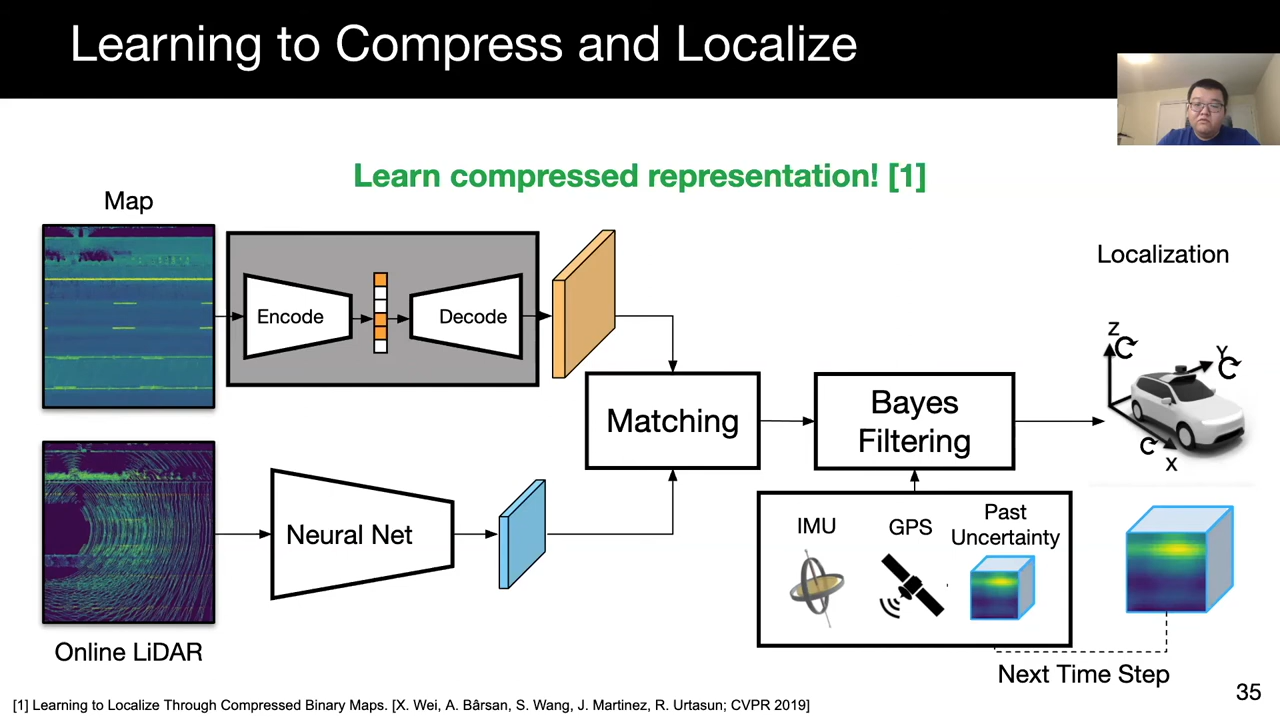 Learning to Compress and Localize
Learn compressed representation! [1]
Map
Encode
Decode
Localization
Z
Y
X
Matching
Bayes
Filtering
Neural Net
IMU
GPS
Past
Uncertainty
Online LiDAR
Next Time Step
35
[1] Learning to Localize Through Compressed Binary Maps. [X. Wei, A. Bârsan, S. Wang, J. Martinez, R. Urtasun; CVPR 2019]